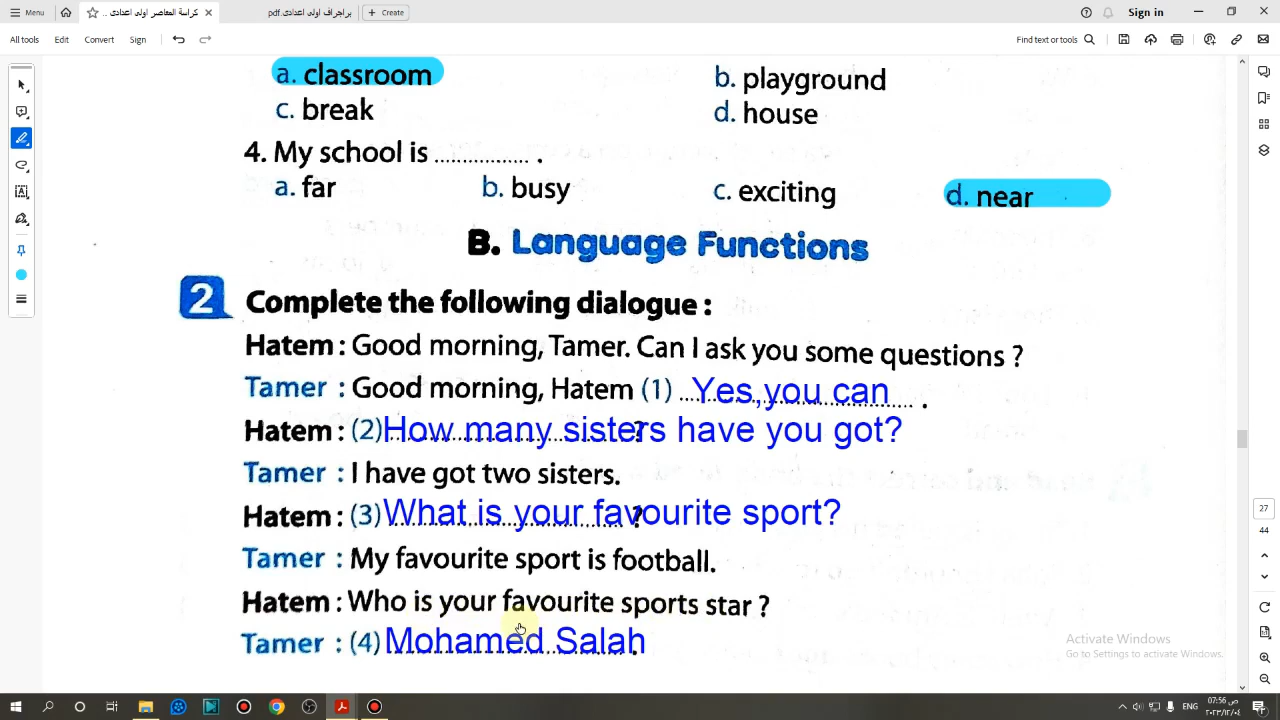 Menu
كراسة المعاصر اولى اعدادى ..
براجراف اولى اعدادى.pdf
Create
Sign in
All tools Edit Convert Sign
Find text or tools
a. classroom b. playground
c. break d. house
4. My school is ................ .
a. far b. busy c. exciting d. near
B. Language Functions
2 Complete the following dialogue :
Hatem : Good morning, Tamer. Can I ask you some questions ?
Tamer : Good morning, Hatem (1) Yes,you can .
Hatem : (2) How many sisters have you got?
Tamer : I have got two sisters.
Hatem : (3) What is your favourite sport?
Tamer : My favourite sport is football.
Hatem : Who is your favourite sports star ?
Tamer : (4) Mohamed Salah .
27
44
Activate Windows
Go to Settings to activate Windows.
ENG
07:56 ص